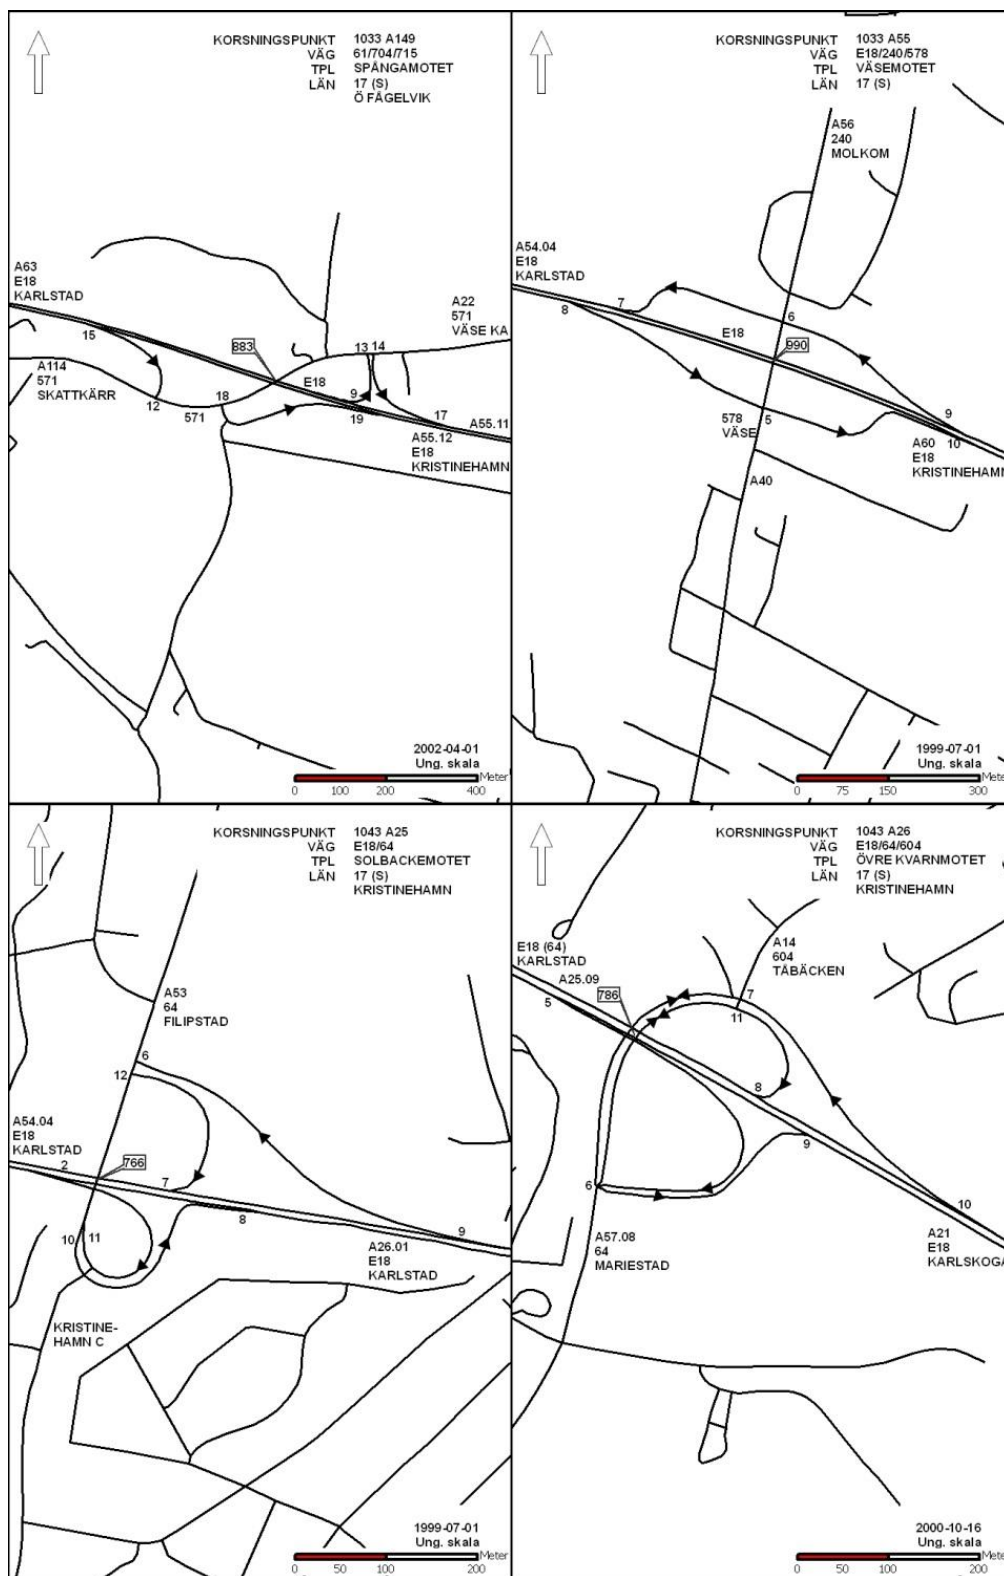 KORSNINGSPUNKT 1033 A149
VÄG 61/704/715
TPL SPÅNGAMOTET
LÄN 17 (S)
Ö FÅGELVIK
A63
E18
KARLSTAD
A22
571
VÄSE KA
15
883
13 14
A114
571
SKATTKÄRR
E18
12
18
571
9
19
17
A55.11
A55.12
E18
KRISTINEHAMN
2002-04-01
Ung. skala
Meter
0 100 200 400
KORSNINGSPUNKT 1033 A55
VÄG E18/240/578
TPL VÄSEMOTET
LÄN 17 (S)
A56
240
MOLKOM
A54.04
E18
KARLSTAD
7
8
6
E18
990
9
10
578
VÄSE
5
A60
E18
KRISTINEHAMN
A40
1999-07-01
Ung. skala
Meter
0 75 150 300
KORSNINGSPUNKT 1043 A25
VÄG E18/64
TPL SOLBACKEMOTET
LÄN 17 (S)
KRISTINEHAMN
A53
64
FILIPSTAD
6
12
A54.04
E18
KARLSTAD
2
766
7
8
9
10
11
A26.01
E18
KARLSTAD
KRISTINE-
HAMN C
1999-07-01
Ung. skala
Meter
0 50 100 200
KORSNINGSPUNKT 1043 A26
VÄG E18/64/604
TPL ÖVRE KVARNMOTET
LÄN 17 (S)
KRISTINEHAMN
A14
604
TÅBÄCKEN
E18 (64)
KARLSTAD
A25.09
5
786
7
11
8
9
6
10
A57.08
64
MARIESTAD
A21
E18
KARLSKOGA
2000-10-16
Ung. skala
Meter
0 50 100 200